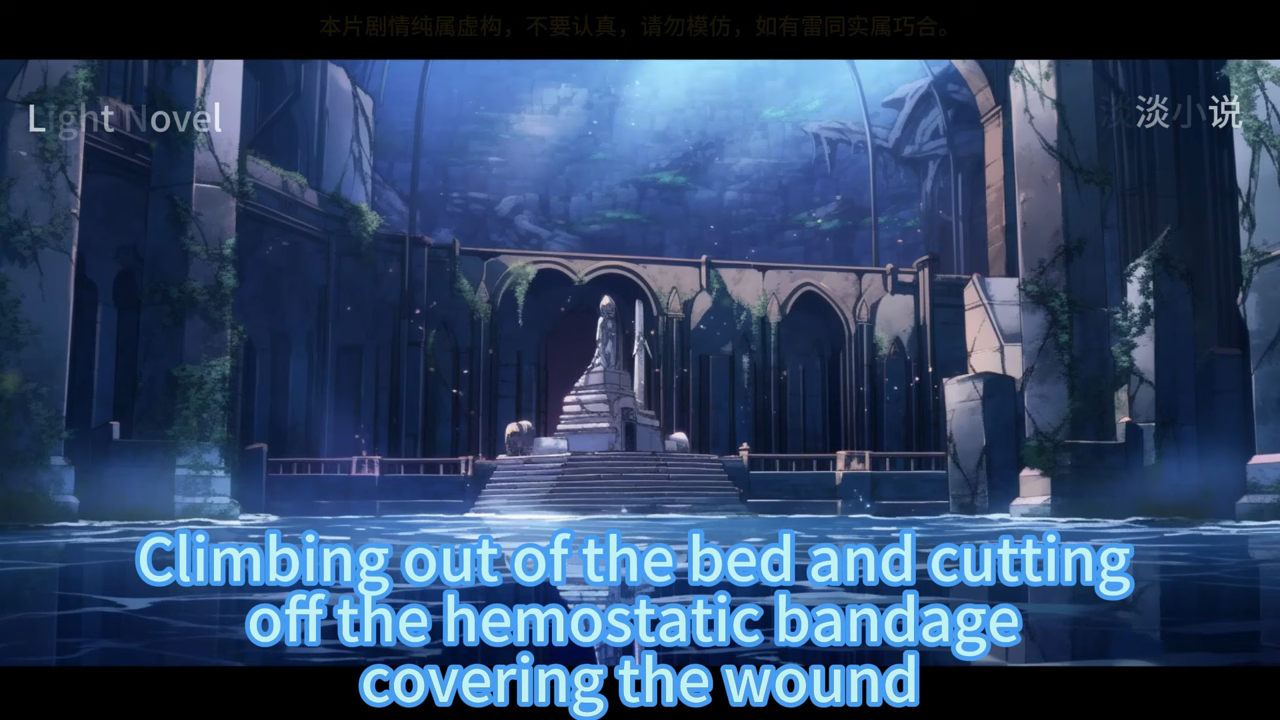 本片剧情纯属虚构，不要认真，请勿模仿，如有雷同实属巧合。
Light Novel
淡淡小说
Climbing out of the bed and cutting
off the hemostatic bandage
covering the wound